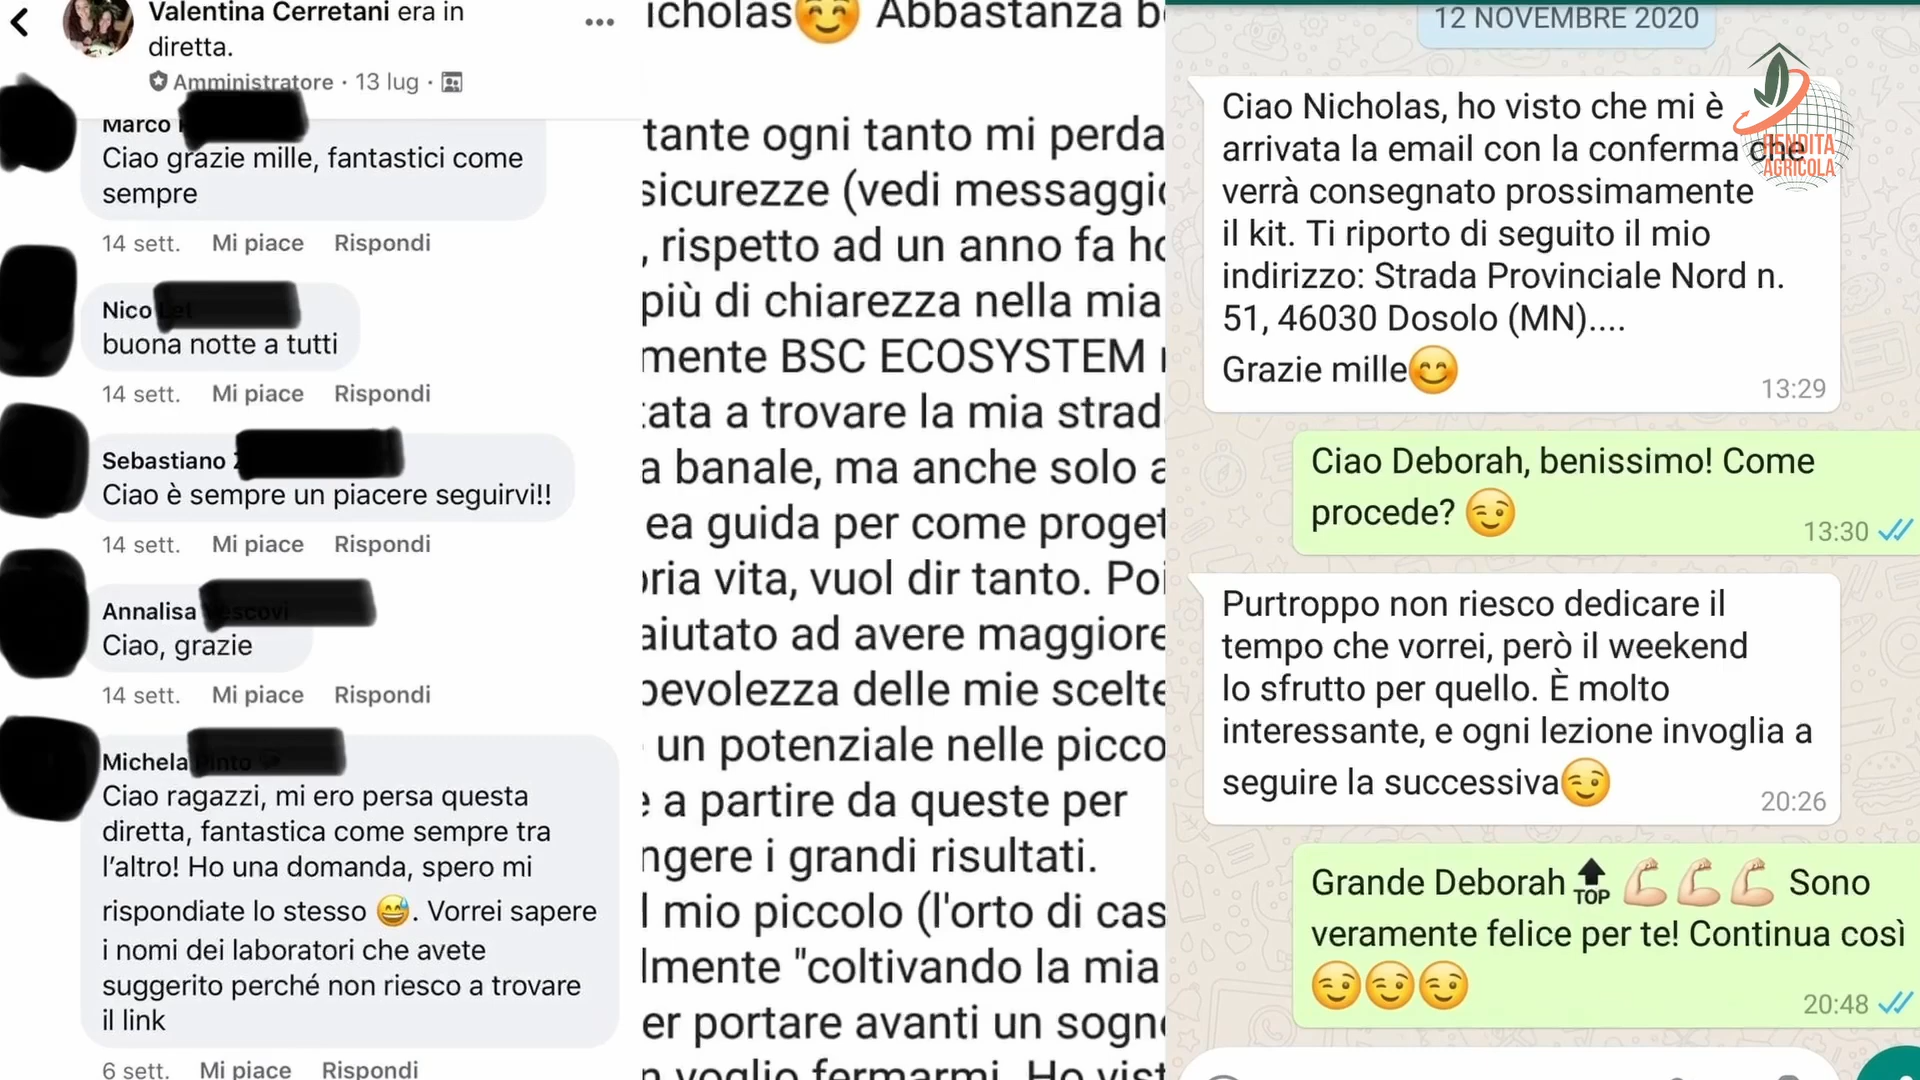 Valentina Cerretani era in
diretta.
Amministratore · 13 lug ·
Marco
Ciao grazie mille, fantastici come
sempre
14 sett. Mi piace Rispondi
Nico
buona notte a tutti
14 sett. Mi piace Rispondi
Sebastiano
Ciao è sempre un piacere seguirvi!!
14 sett. Mi piace Rispondi
Annalisa
Ciao, grazie
14 sett. Mi piace Rispondi
Michela
Ciao ragazzi, mi ero persa questa
diretta, fantastica come sempre tra
l’altro! Ho una domanda, spero mi
rispondiate lo stesso 😅. Vorrei sapere
i nomi dei laboratori che avete
suggerito perché non riesco a trovare
il link
6 sett. Mi piace Rispondi
icholas😊 Abbastanza b
tante ogni tanto mi perda
sicurezze (vedi messaggi
, rispetto ad un anno fa ho
più di chiarezza nella mia
mente BSC ECOSYSTEM
tata a trovare la mia strad
a banale, ma anche solo a
ea guida per come proget
ria vita, vuol dir tanto. Poi
aiutato ad avere maggiore
pevolezza delle mie scelte
un potenziale nelle picco
e a partire da queste per
ngere i grandi risultati.
l mio piccolo (l'orto di cas
lmente "coltivando la mia
er portare avanti un sogno
n voglio fermarmi. Ho vist
12 NOVEMBRE 2020
Ciao Nicholas, ho visto che mi è
arrivata la email con la conferma che
verrà consegnato prossimamente
il kit. Ti riporto di seguito il mio
indirizzo: Strada Provinciale Nord n.
51, 46030 Dosolo (MN)....
Grazie mille😊
13:29
Ciao Deborah, benissimo! Come
procede? 😉
13:30
Purtroppo non riesco dedicare il
tempo che vorrei, però il weekend
lo sfrutto per quello. È molto
interessante, e ogni lezione invoglia a
seguire la successiva😉
20:26
Grande Deborah🔝💪🏻💪🏻💪🏻 Sono
veramente felice per te! Continua così
😉😉😉
20:48
RENDITA
AGRICOLA